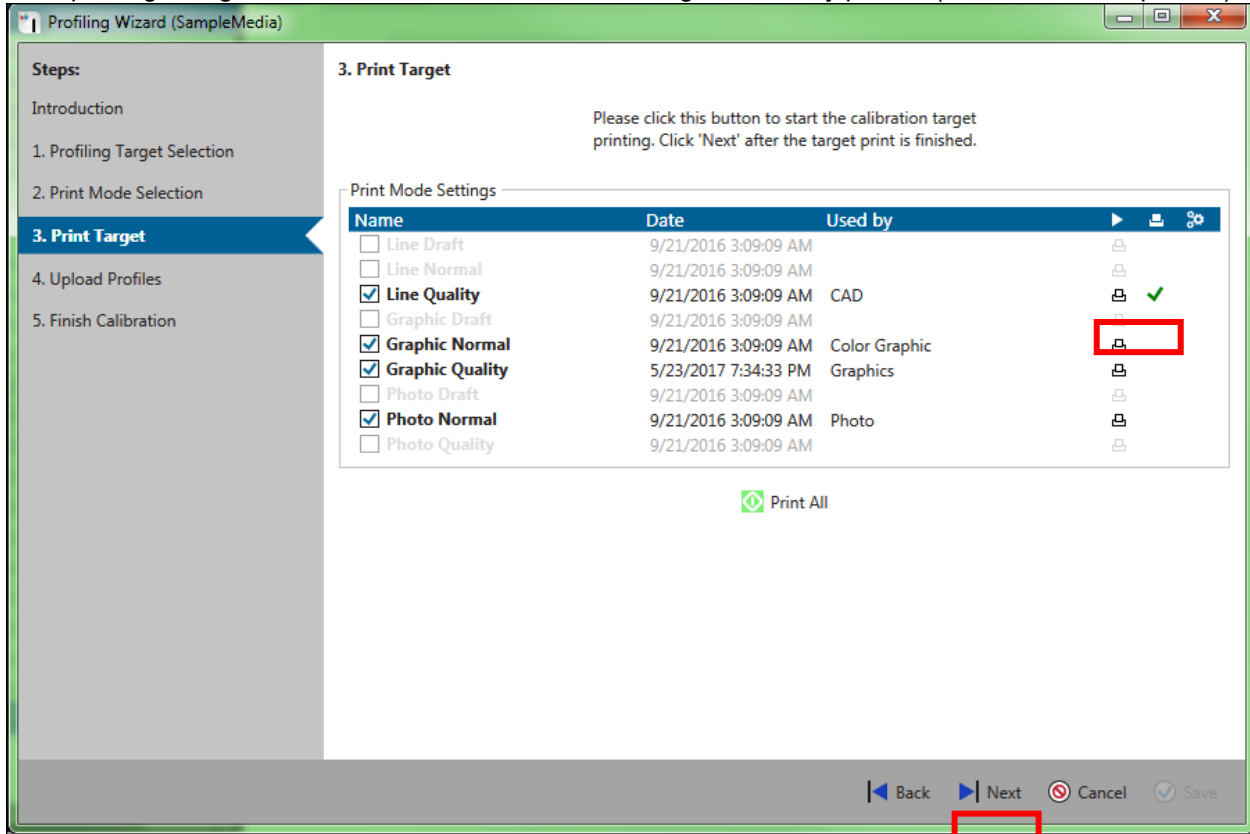 Profiling Wizard (SampleMedia)
Steps:
Introduction
1. Profiling Target Selection
2. Print Mode Selection
3. Print Target
4. Upload Profiles
5. Finish Calibration
3. Print Target
Please click this button to start the calibration target
printing. Click 'Next' after the target print is finished.
Print Mode Settings
Name Date Used by
Line Draft 9/21/2016 3:09:09 AM
Line Normal 9/21/2016 3:09:09 AM
Line Quality 9/21/2016 3:09:09 AM CAD
Graphic Draft 9/21/2016 3:09:09 AM
Graphic Normal 9/21/2016 3:09:09 AM Color Graphic
Graphic Quality 5/23/2017 7:34:33 PM Graphics
Photo Draft 9/21/2016 3:09:09 AM
Photo Normal 9/21/2016 3:09:09 AM Photo
Photo Quality 9/21/2016 3:09:09 AM
Print All
Back Next Cancel Save